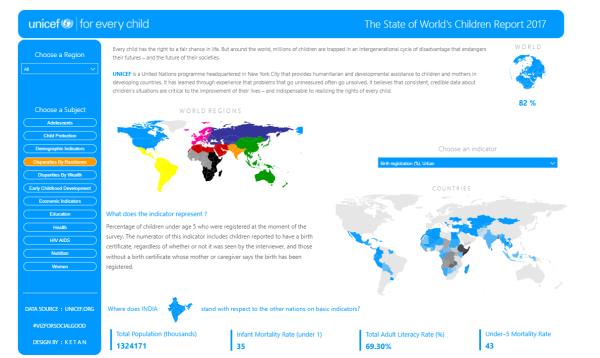 unicef for every child
The State of World's Children Report 2017
Choose a Region
All
Choose a Subject
Adolescents
Child Protection
Demographic Indicators
Disparities By Residence
Disparities By Wealth
Early Childhood Development
Economic Indicators
Education
Health
HIV AIDS
Nutrition
Women
DATA SOURCE : UNICEF.ORG
#VIZFORSOCIALGOOD
DESIGN BY : K E T A N
Every child has the right to a fair chance in life. But around the world, millions of children are trapped in an intergenerational cycle of disadvantage that endangers
their futures – and the future of their societies.
UNICEF is a United Nations programme headquartered in New York City that provides humanitarian and developmental assistance to children and mothers in
developing countries. It has learned through experience that problems that go unmeasured often go unsolved. It believes that consistent, credible data about
children's situations are critical to the improvement of their lives – and indispensable to realizing the rights of every child.
WORLD
82 %
WORLD REGIONS
Choose an indicator
Birth registration (%), Urban
COUNTRIES
What does the indicator represent ?
Percentage of children under age 5 who were registered at the moment of the
survey. The numerator of this indicator includes children reported to have a birth
certificate, regardless of whether or not it was seen by the interviewer, and those
without a birth certificate whose mother or caregiver says the birth has been
registered.
Where does INDIA stand with respect to the other nations on basic indicators?
Total Population (thousands)
1324171
Infant Mortality Rate (under 1)
35
Total Adult Literacy Rate (%)
69.30%
Under-5 Mortality Rate
43